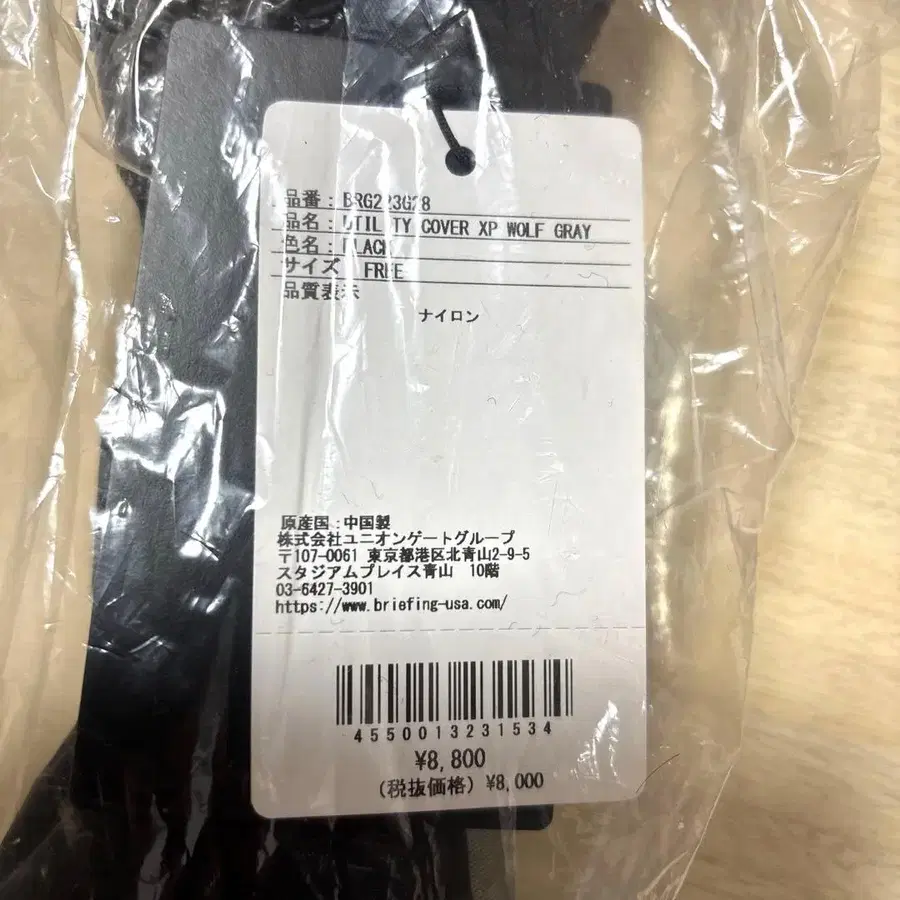 品番：BRG223G28
品名：UTILITY COVER XP WOLF GRAY
色名：BLACK
サイズ FREE
品質表示
ナイロン
原産国：中国製
株式会社ユニオンゲートグループ
〒107-0061 東京都港区北青山2-9-5
スタジアムプレイス青山 10階
03-6427-3901
https://www.briefing-usa.com/
4550013231534
¥8,800
(税抜価格) ¥8,000